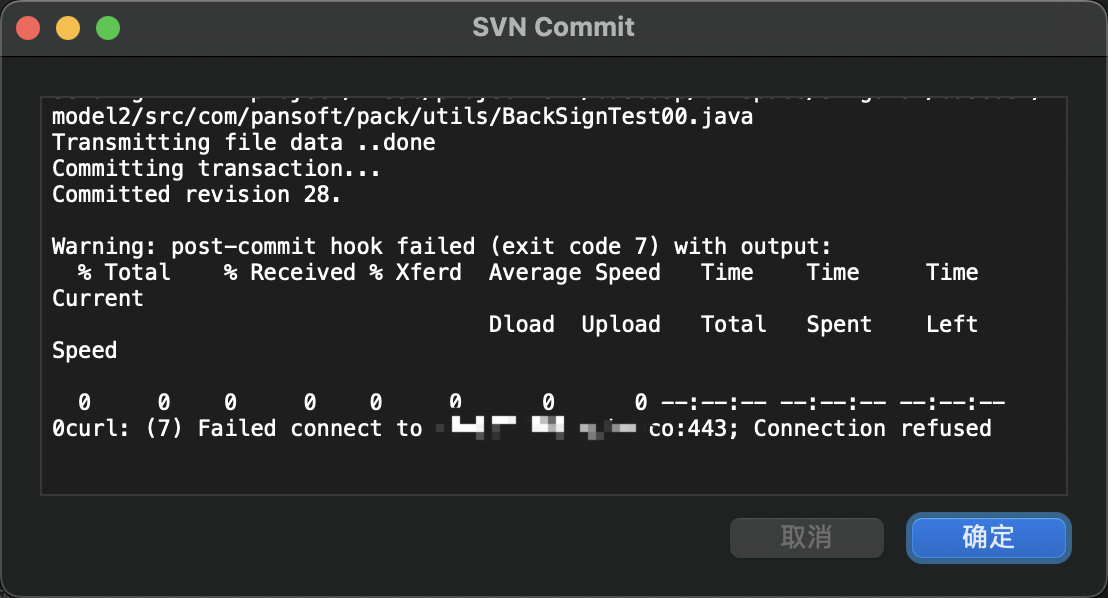 SVN Commit
model2/src/com/pansoft/pack/utils/BackSignTest00.java
Transmitting file data ..done
Committing transaction...
Committed revision 28.
Warning: post-commit hook failed (exit code 7) with output:
% Total    % Received % Xferd  Average Speed   Time    Time     Time
Current
Dload  Upload   Total   Spent    Left
Speed
0     0    0     0    0     0      0      0 --:--:-- --:--:-- --:--:--
0curl: (7) Failed connect to co:443; Connection refused
取消
确定